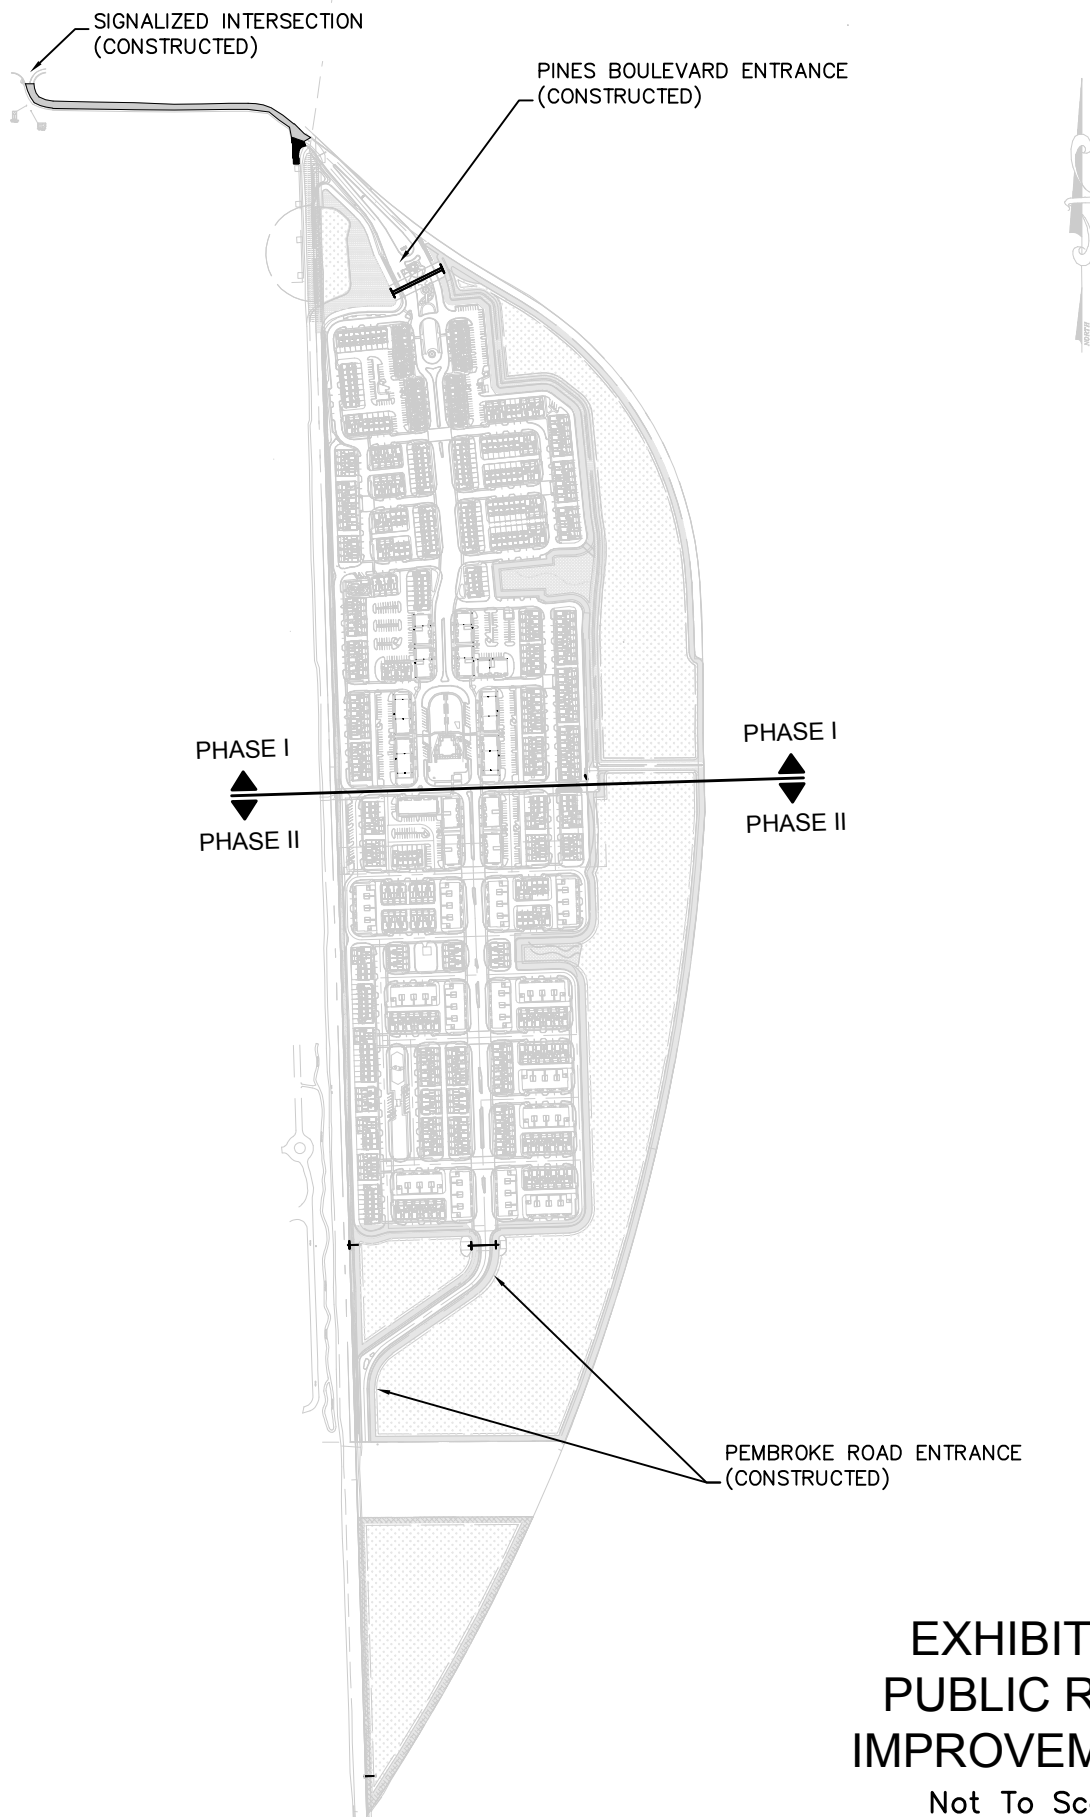 SIGNALIZED INTERSECTION
(CONSTRUCTED)
PINES BOULEVARD ENTRANCE
(CONSTRUCTED)
NORTH
PHASE I
PHASE I
PHASE II
PHASE II
PEMBROKE ROAD ENTRANCE
(CONSTRUCTED)
EXHIBIT
PUBLIC R
IMPROVEM
Not To Sc